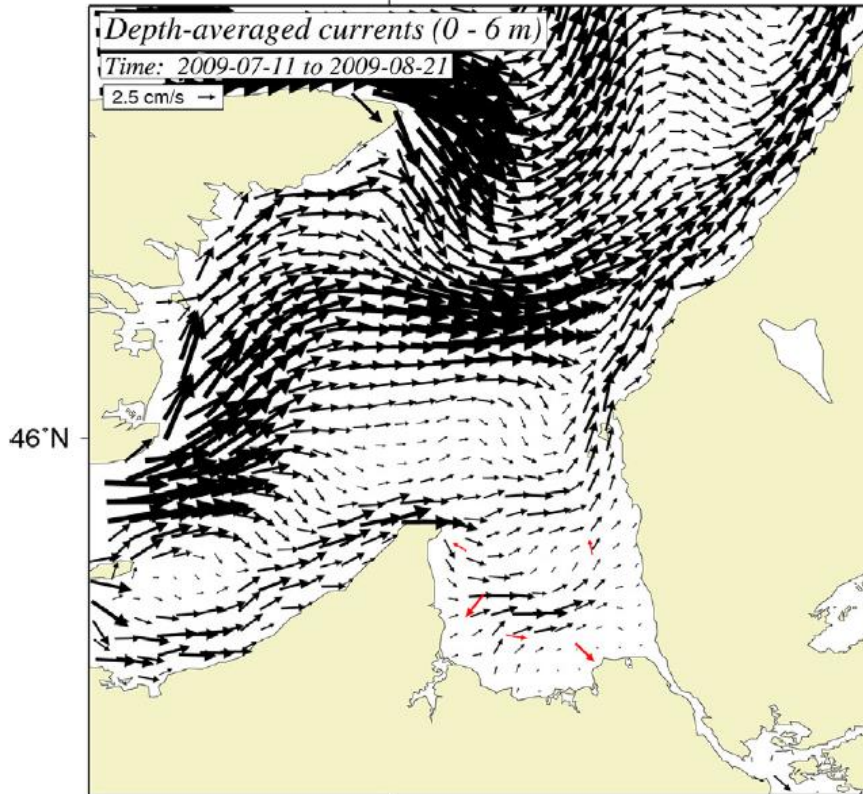 Depth-averaged currents (0 - 6 m)
Time: 2009-07-11 to 2009-08-21
2.5 cm/s
46°N